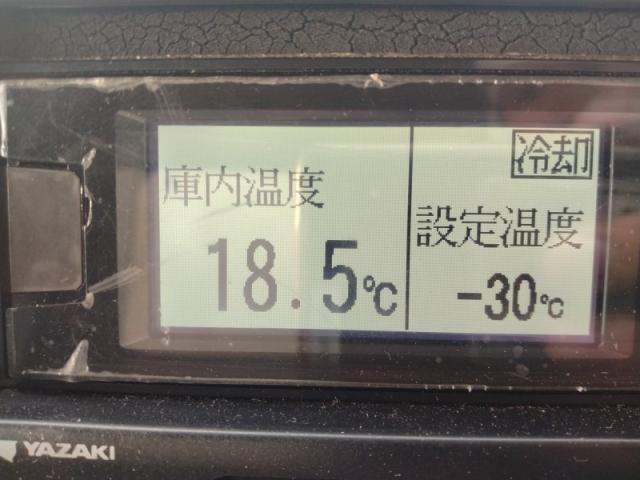 冷却
庫内温度
設定温度
18.5℃
-30℃
YAZAKI